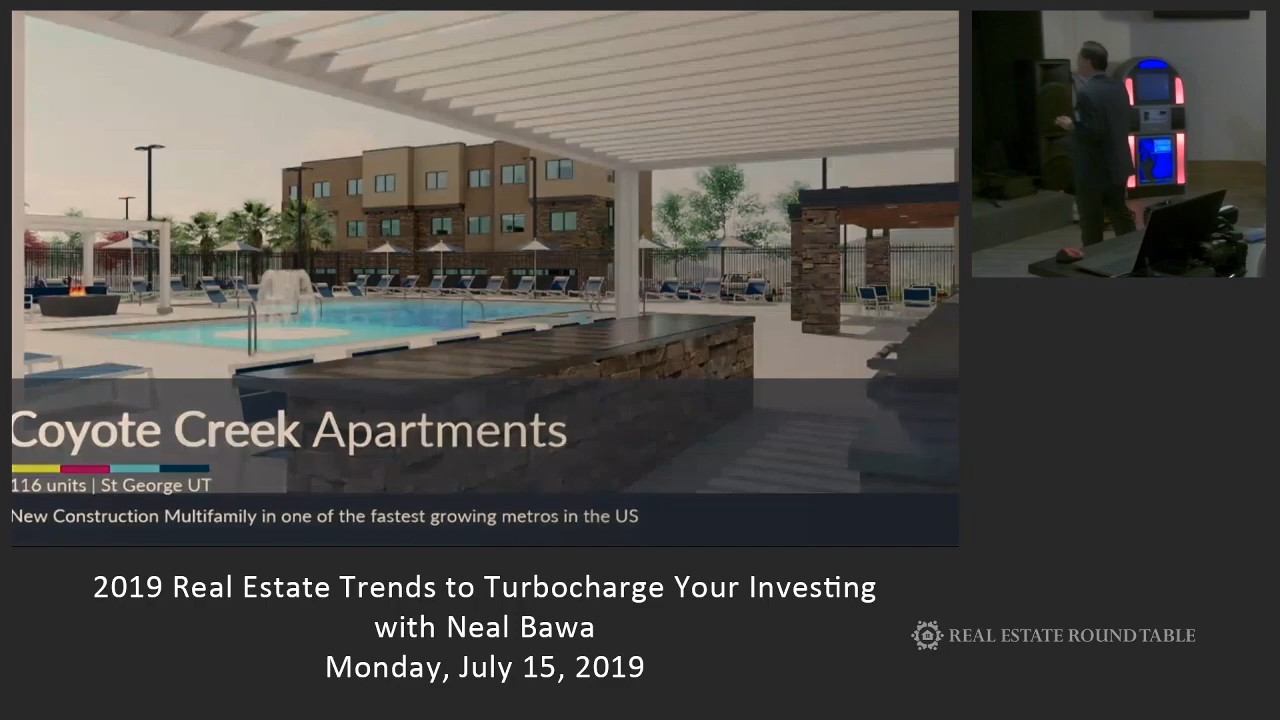 Coyote Creek Apartments
116 units | St George UT
New Construction Multifamily in one of the fastest growing metros in the US
2019 Real Estate Trends to Turbocharge Your Investing
with Neal Bawa
Monday, July 15, 2019
REAL ESTATE ROUND TABLE